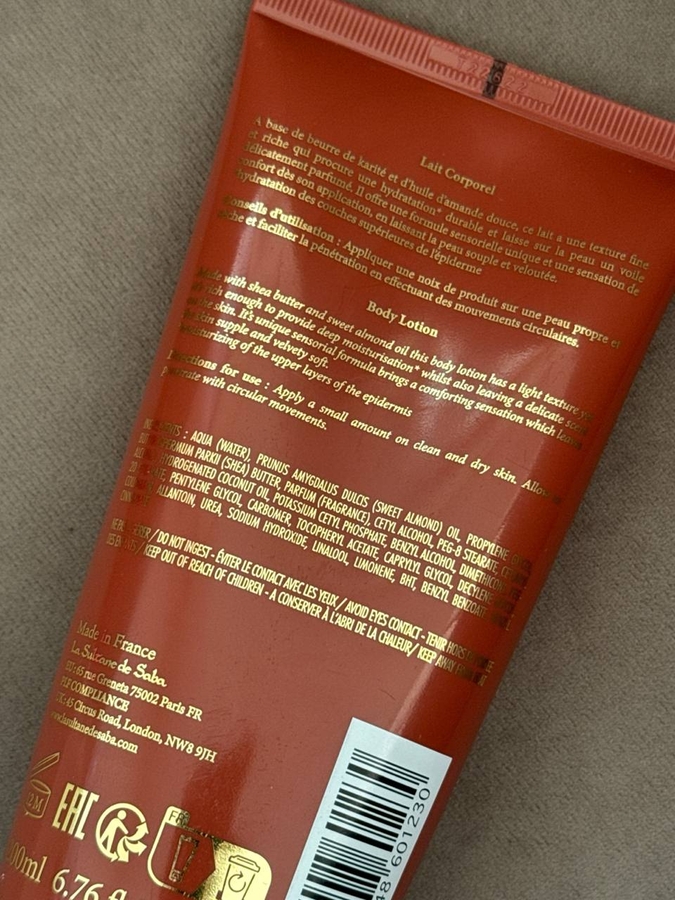 Lait Corporel
A base de beurre de karité et d'huile d'amande douce, ce lait a une texture fine
et riche qui procure une hydratation* durable et laisse sur la peau un voile
délicatement parfumé. Il offre une formule sensorielle unique et une sensation de
confort dès son application, en laissant la peau souple et veloutée.
hydratation des couches supérieures de l'épiderme
Conseils d'utilisation : Appliquer une noix de produit sur une peau propre et
sèche et faciliter la pénétration en effectuant des mouvements circulaires.
Body Lotion
Made with shea butter and sweet almond oil this body lotion has a light texture
rich enough to provide deep moisturisation* whilst also leaving a delicate
the skin. It's unique sensorial formula brings a comforting sensation which
skin supple and velvety soft.
moisturizing of the upper layers of the epidermis
Directions for use : Apply a small amount on clean and dry skin.
with circular movements.
: AQUA (WATER), PRUNUS AMYGDALUS DULCIS (SWEET ALMOND) OIL, PROPYLENE
PARKII (SHEA) BUTTER, PARFUM (FRAGRANCE), CETYL ALCOHOL, PEG-8 STEARATE,
HYDROGENATED COCONUT OIL, POTASSIUM CETYL PHOSPHATE, BENZYL ALCOHOL,
PENTYLENE GLYCOL, CARBOMER, TOCOPHERYL ACETATE, CAPRYLYL GLYCOL,
ALLANTOIN, UREA, SODIUM HYDROXIDE, LINALOOL, LIMONENE, BHT, BENZYL
/ DO NOT INGEST - ÉVITER LE CONTACT AVEC LES YEUX / AVOID EYES CONTACT - TENIR HORS
/ KEEP OUT OF REACH OF CHILDREN - A CONSERVER À L'ABRI DE LA CHALEUR / KEEP AWAY
Made in France
La Sultane de Saba
65 rue Greneta 75002 Paris FR
COMPLIANCE
45 Circus Road, London, NW8 9JH
lasultanedesaba.com
EAC
6.76 fl
601230